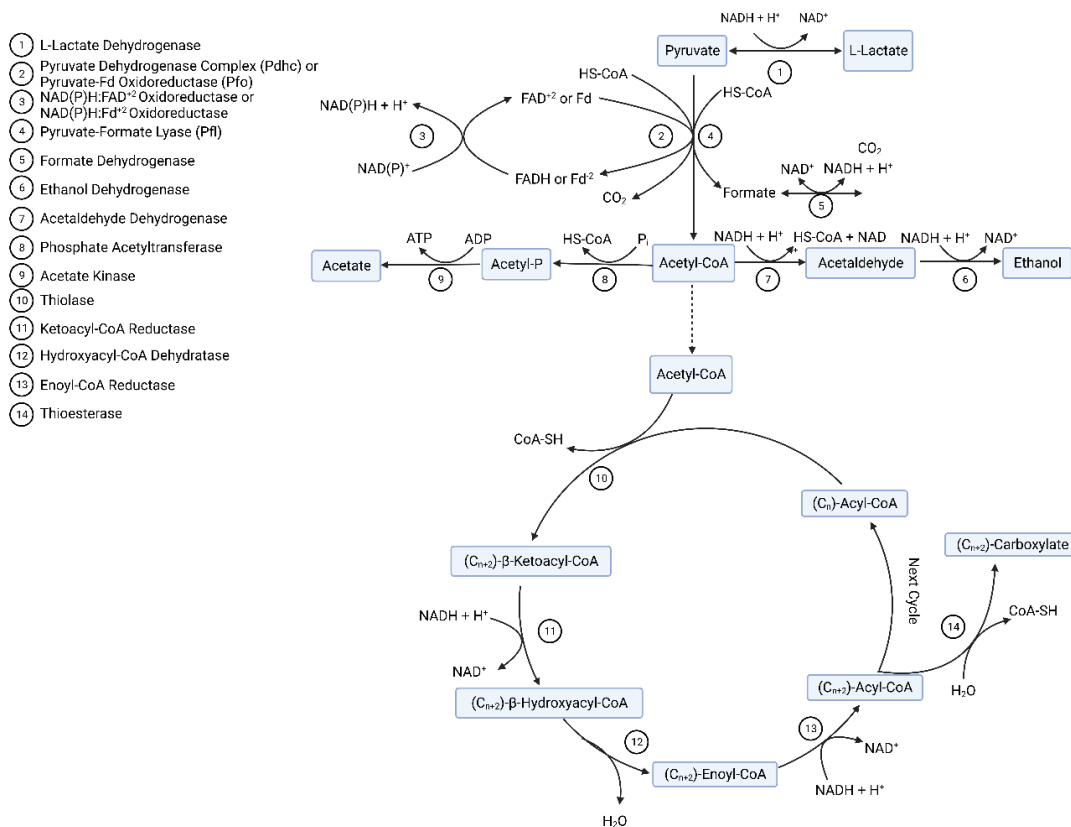 1 L-Lactate Dehydrogenase
2 Pyruvate Dehydrogenase Complex (Pdhc) or
Pyruvate-Fd Oxidoreductase (Pfo)
3 NAD(P)H:FAD⁺² Oxidoreductase or
NAD(P)H:Fd⁺² Oxidoreductase
4 Pyruvate-Formate Lyase (Pfl)
5 Formate Dehydrogenase
6 Ethanol Dehydrogenase
7 Acetaldehyde Dehydrogenase
8 Phosphate Acetyltransferase
9 Acetate Kinase
10 Thiolase
11 Ketoacyl-CoA Reductase
12 Hydroxyacyl-CoA Dehydratase
13 Enoyl-CoA Reductase
14 Thioesterase
NADH + H⁺ NAD⁺
Pyruvate L-Lactate
1
HS-CoA HS-CoA
NAD(P)H + H⁺ FAD⁺² or Fd
3 2 4
NAD(P)⁺ FADH or Fd⁻²
CO₂
NAD⁺ NADH + H⁺
CO₂ Formate
5
ATP ADP HS-CoA Pᵢ NADH + H⁺ HS-CoA + NAD
+
NADH + H⁺ NAD⁺
Acetate Acetyl-P Acetyl-CoA Acetaldehyde Ethanol
9 8 7 6
Acetyl-CoA
CoA-SH
10
(Cₙ)-Acyl-CoA
(Cₙ₊₂)-β-Ketoacyl-CoA (Cₙ₊₂)-Carboxylate
Next Cycle
NADH + H⁺ 11 14 CoA-SH
NAD⁺
(Cₙ₊₂)-β-Hydroxyacyl-CoA (Cₙ₊₂)-Acyl-CoA H₂O
12 13
NAD⁺
(Cₙ₊₂)-Enoyl-CoA
NADH + H⁺
H₂O